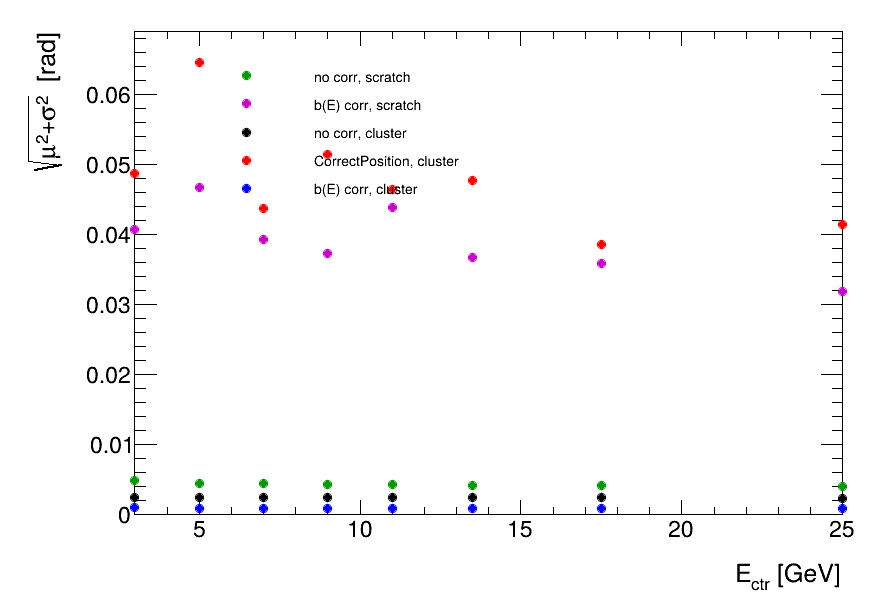 √μ²+σ² [rad]
0.06
0.05
0.04
0.03
0.02
0.01
0
no corr, scratch
b(E) corr, scratch
no corr, cluster
CorrectPosition, cluster
b(E) corr, cluster
5 10 15 20 25
E_ctr [GeV]